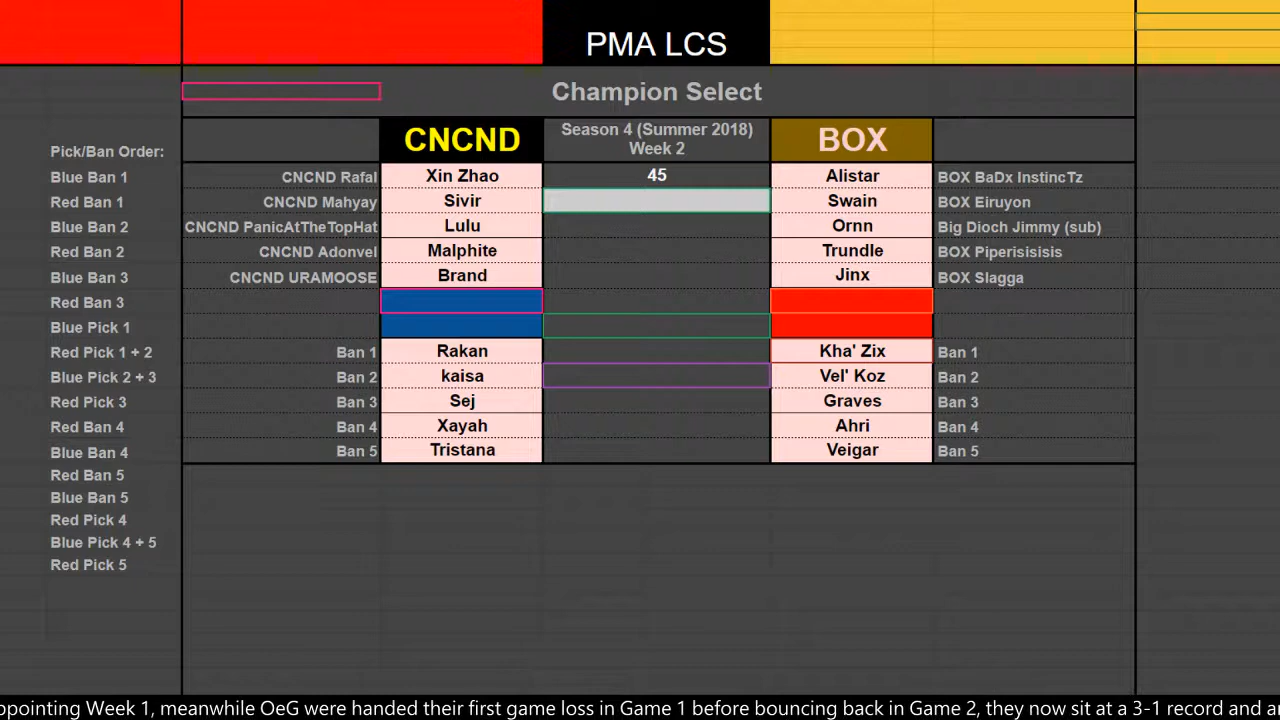 PMA LCS
Champion Select
CNCND
Season 4 (Summer 2018)
Week 2
BOX
Pick/Ban Order:
Blue Ban 1 CNCND Rafal Xin Zhao 45 Alistar BOX BaDx InstincTz
Red Ban 1 CNCND Mahyay Sivir Swain BOX Eiruyon
Blue Ban 2 CNCND PanicAtTheTopHat Lulu Ornn Big Dioch Jimmy (sub)
Red Ban 2 CNCND Adonvel Malphite Trundle BOX Piperisisisis
Blue Ban 3 CNCND URAMOOSE Brand Jinx BOX Slagga
Red Ban 3
Blue Pick 1
Red Pick 1 + 2 Ban 1 Rakan Kha' Zix Ban 1
Blue Pick 2 + 3 Ban 2 kaisa Vel' Koz Ban 2
Red Pick 3 Ban 3 Sej Graves Ban 3
Red Ban 4 Ban 4 Xayah Ahri Ban 4
Blue Ban 4 Ban 5 Tristana Veigar Ban 5
Red Ban 5
Blue Ban 5
Red Pick 4
Blue Pick 4 + 5
Red Pick 5
ppointing Week 1, meanwhile OeG were handed their first game loss in Game 1 before bouncing back in Game 2, they now sit at a 3-1 record and a